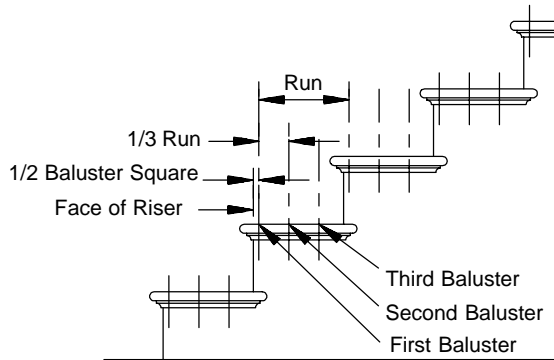 Run
1/3 Run
1/2 Baluster Square
Face of Riser
Third Baluster
Second Baluster
First Baluster